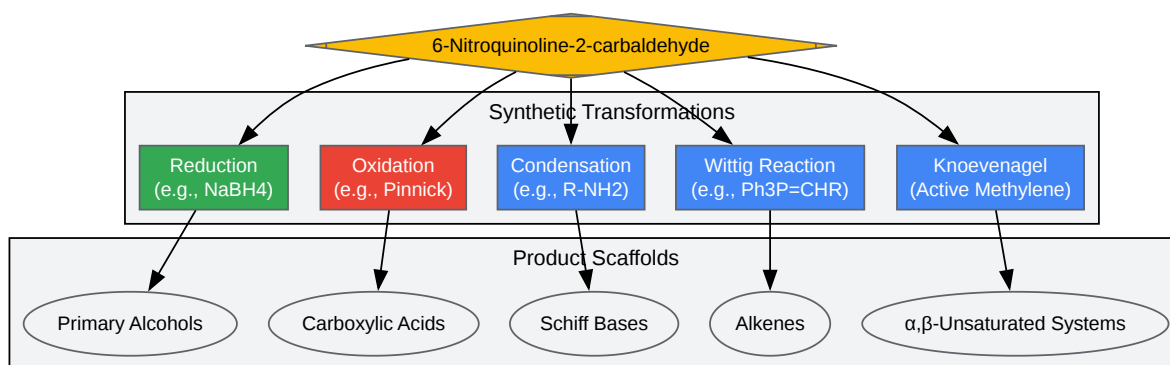 6-Nitroquinoline-2-carbaldehyde
Synthetic Transformations
Reduction
(e.g., NaBH4)
Oxidation
(e.g., Pinnick)
Condensation
(e.g., R-NH2)
Wittig Reaction
(e.g., Ph3P=CHR)
Knoevenagel
(Active Methylene)
Product Scaffolds
Primary Alcohols
Carboxylic Acids
Schiff Bases
Alkenes
α,β-Unsaturated Systems